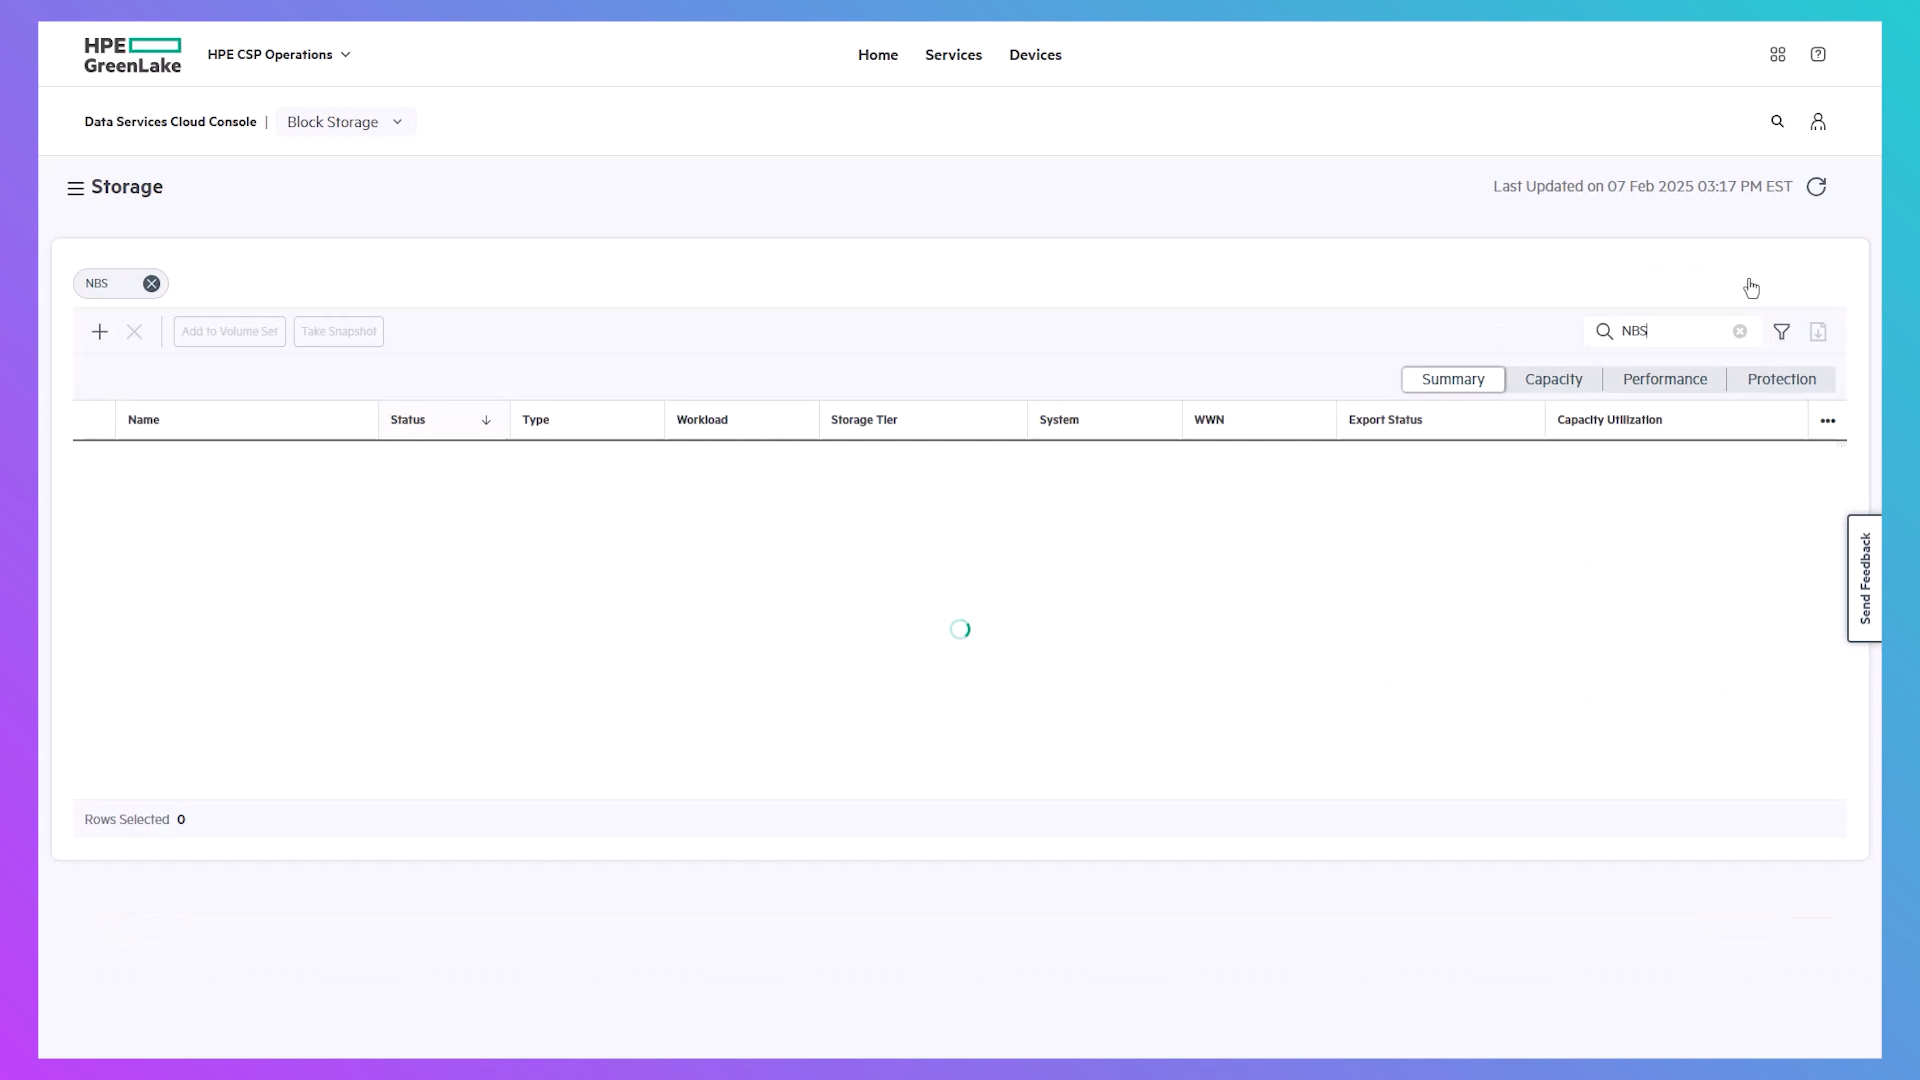 HPE
GreenLake
HPE CSP Operations
Home Services Devices
Data Services Cloud Console | Block Storage
Storage
Last Updated on 07 Feb 2025 03:17 PM EST
NBS
Add to Volume Set Take Snapshot
NBS
Summary Capacity Performance Protection
Name Status Type Workload Storage Tier System WWN Export Status Capacity Utilization
Send Feedback
Rows Selected 0